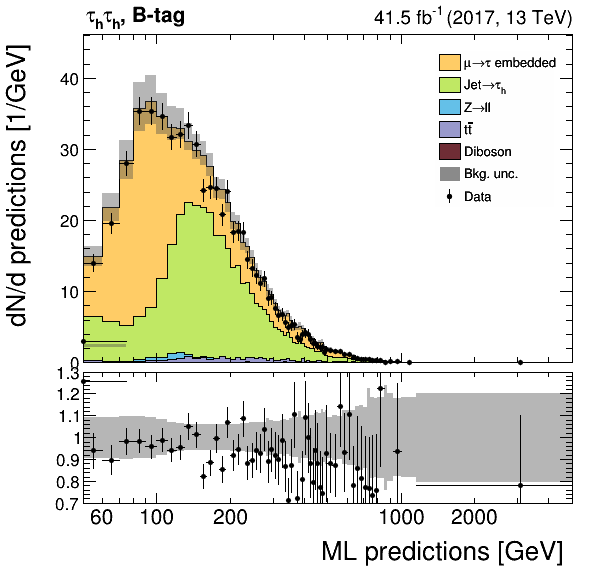 τhτh, B-tag
41.5 fb-1 (2017, 13 TeV)
dN/d predictions [1/GeV]
40
30
20
10
0
μ→τ embedded
Jet→τh
Z→ll
tt̄
Diboson
Bkg. unc.
Data
1.3
1.2
1.1
1
0.9
0.8
0.7
60 100 200 1000 2000
ML predictions [GeV]